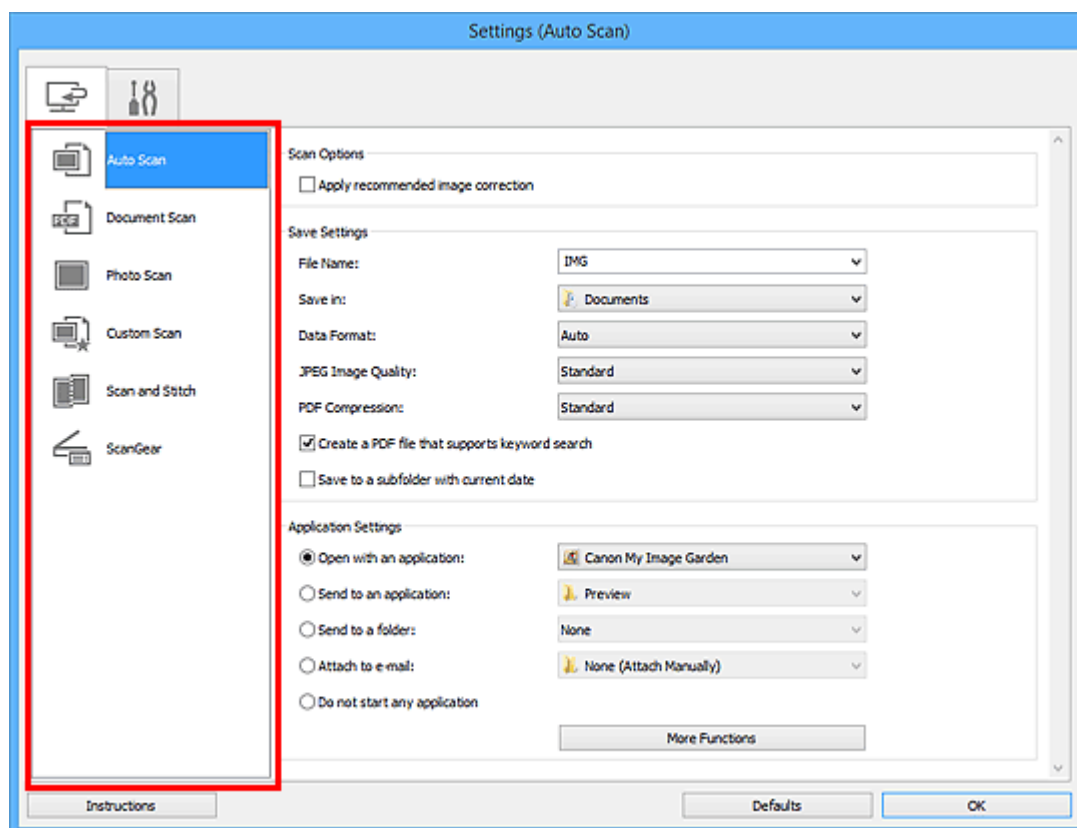 Settings (Auto Scan)
Auto Scan
PDF
Document Scan
Photo Scan
Custom Scan
Scan and Stitch
ScanGear
Scan Options
Apply recommended image correction
Save Settings
File Name: IMG
Save in: Documents
Data Format: Auto
JPEG Image Quality: Standard
PDF Compression: Standard
Create a PDF file that supports keyword search
Save to a subfolder with current date
Application Settings
Open with an application: Canon My Image Garden
Send to an application: Preview
Send to a folder: None
Attach to e-mail: None (Attach Manually)
Do not start any application
More Functions
Instructions Defaults OK